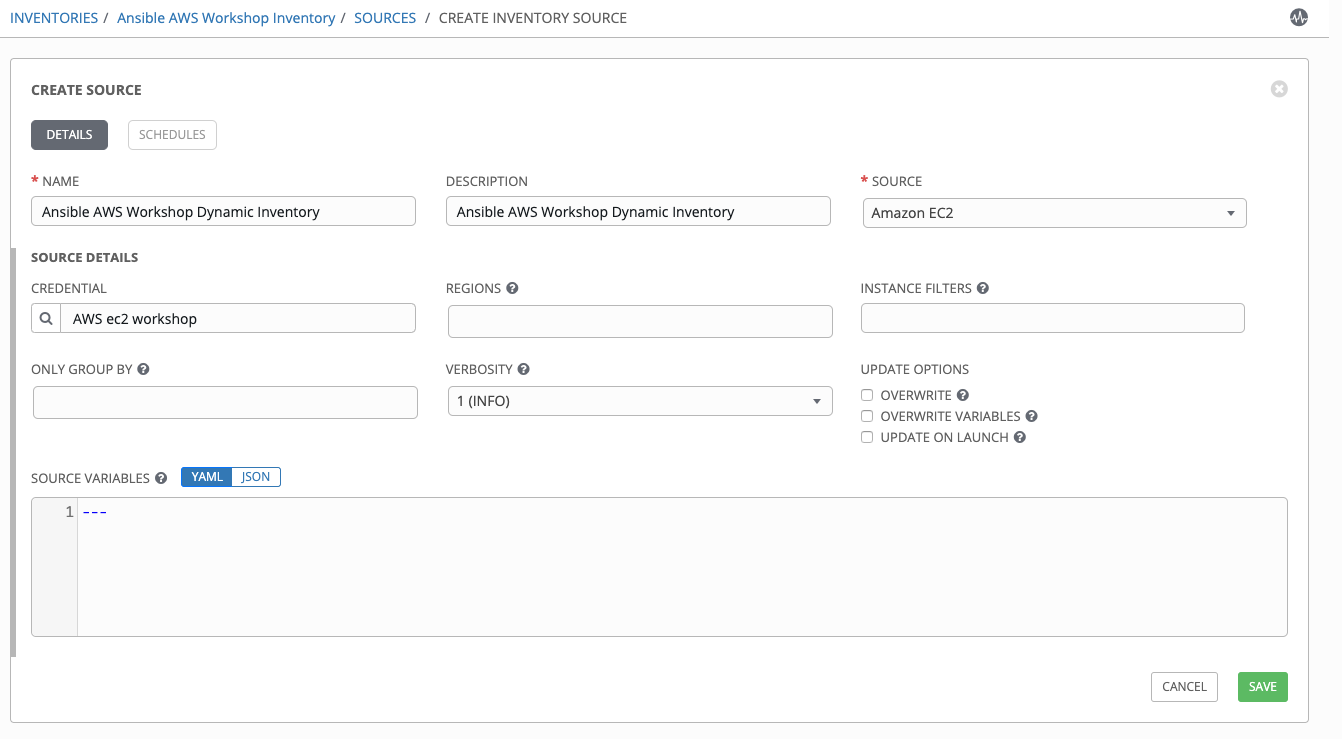 INVENTORIES / Ansible AWS Workshop Inventory / SOURCES / CREATE INVENTORY SOURCE
CREATE SOURCE
DETAILS SCHEDULES
* NAME DESCRIPTION * SOURCE
Ansible AWS Workshop Dynamic Inventory Ansible AWS Workshop Dynamic Inventory Amazon EC2
SOURCE DETAILS
CREDENTIAL REGIONS ? INSTANCE FILTERS ?
AWS ec2 workshop
ONLY GROUP BY ? VERBOSITY ? UPDATE OPTIONS
1 (INFO)
OVERWRITE ?
OVERWRITE VARIABLES ?
UPDATE ON LAUNCH ?
SOURCE VARIABLES ? YAML JSON
1 ---
CANCEL SAVE